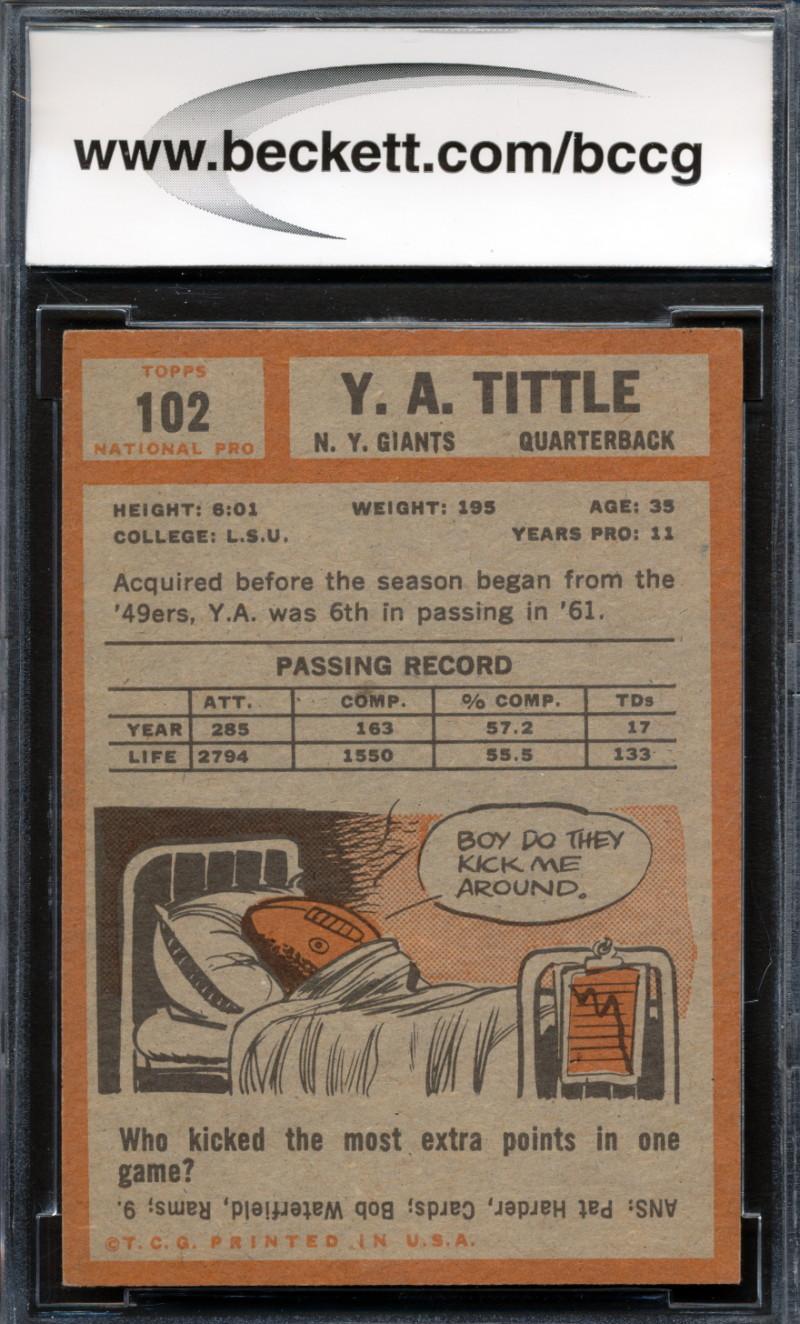 www.beckett.com/bccg
TOPPS
102
NATIONAL PRO
Y. A. TITTLE
N. Y. GIANTS QUARTERBACK
HEIGHT: 6:01 WEIGHT: 195 AGE: 35
COLLEGE: L.S.U. YEARS PRO: 11
Acquired before the season began from the
'49ers, Y.A. was 6th in passing in '61.
PASSING RECORD
ATT. COMP. % COMP. TDs
YEAR 285 163 57.2 17
LIFE 2794 1550 55.5 133
BOY DO THEY
KICK ME
AROUND.
Who kicked the most extra points in one
game?
ANS: Pat Harder, Cards; Bob Waterfield, Rams; 9.
©T.C.G. PRINTED IN U.S.A.